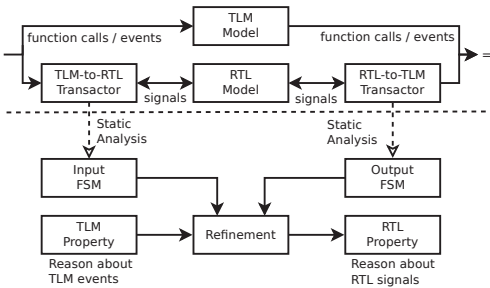 TLM
Model
function calls / events
function calls / events
=
TLM-to-RTL
Transactor
RTL
Model
RTL-to-TLM
Transactor
signals
signals
Static
Analysis
Static
Analysis
Input
FSM
Output
FSM
TLM
Property
Refinement
RTL
Property
Reason about
TLM events
Reason about
RTL signals